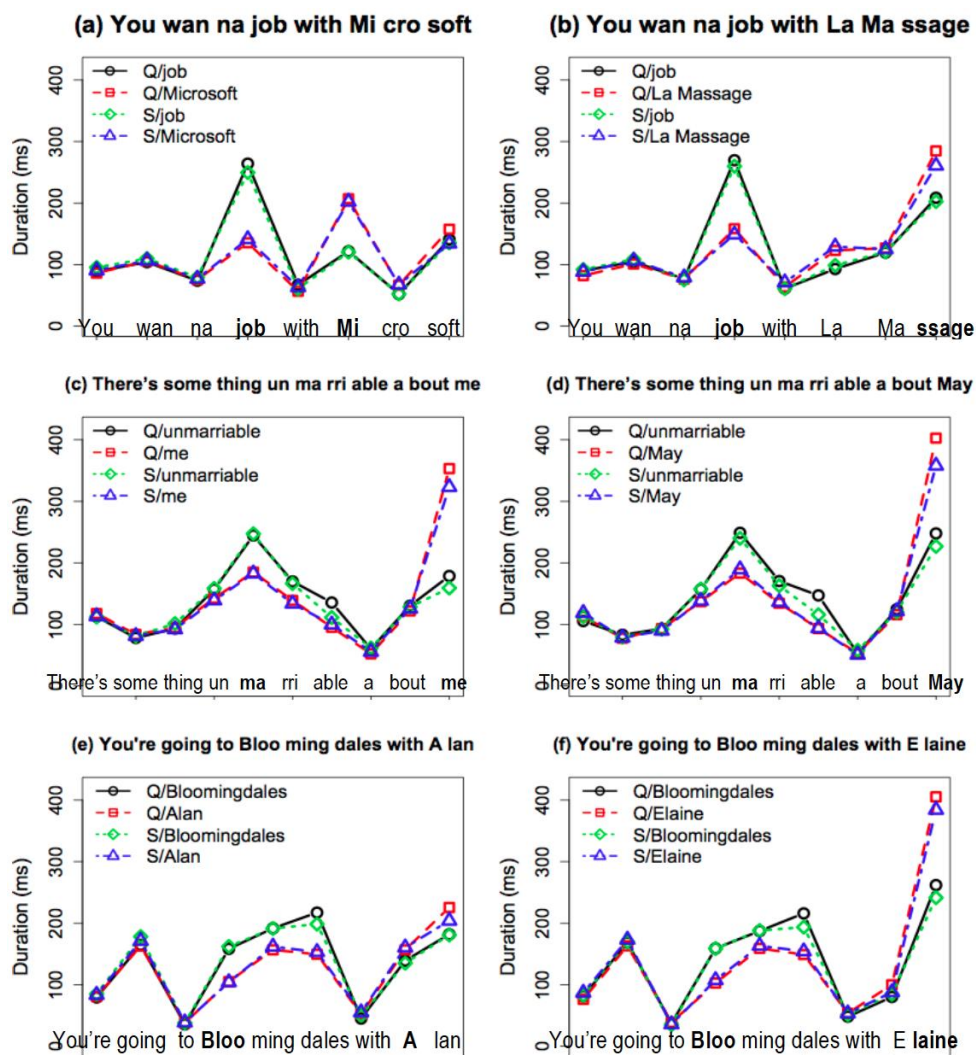 (a) You wan na job with Mi cro soft
400
300
200
100
0
Duration (ms)
Q/job
Q/Microsoft
S/job
S/Microsoft
You wan na job with Mi cro soft
(b) You wan na job with La Ma ssage
400
300
200
100
0
Duration (ms)
Q/job
Q/La Massage
S/job
S/La Massage
You wan na job with La Ma ssage
(c) There's some thing un ma rri able a bout me
400
300
200
100
0
Duration (ms)
Q/unmarriable
Q/me
S/unmarriable
S/me
There's some thing un ma rri able a bout me
(d) There's some thing un ma rri able a bout May
400
300
200
100
0
Duration (ms)
Q/unmarriable
Q/May
S/unmarriable
S/May
There's some thing un ma rri able a bout May
(e) You're going to Bloo ming dales with A lan
400
300
200
100
0
Duration (ms)
Q/Bloomingdales
Q/Alan
S/Bloomingdales
S/Alan
You're going to Bloo ming dales with A lan
(f) You're going to Bloo ming dales with E laine
400
300
200
100
0
Duration (ms)
Q/Bloomingdales
Q/Elaine
S/Bloomingdales
S/Elaine
You're going to Bloo ming dales with E laine